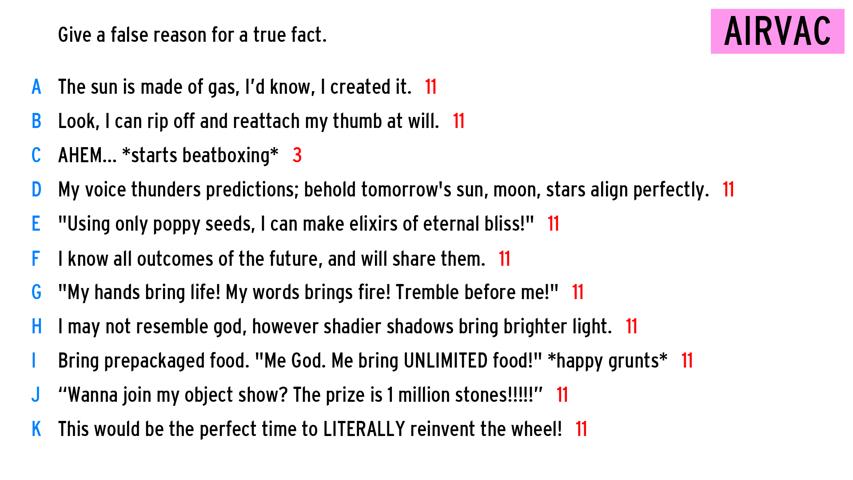 Give a false reason for a true fact.
AIRVAC
A The sun is made of gas, I'd know, I created it. 11
B Look, I can rip off and reattach my thumb at will. 11
C AHEM... *starts beatboxing* 3
D My voice thunders predictions; behold tomorrow's sun, moon, stars align perfectly. 11
E "Using only poppy seeds, I can make elixirs of eternal bliss!" 11
F I know all outcomes of the future, and will share them. 11
G "My hands bring life! My words brings fire! Tremble before me!" 11
H I may not resemble god, however shadier shadows bring brighter light. 11
I Bring prepackaged food. "Me God. Me bring UNLIMITED food!" *happy grunts* 11
J “Wanna join my object show? The prize is 1 million stones!!!!!” 11
K This would be the perfect time to LITERALLY reinvent the wheel! 11